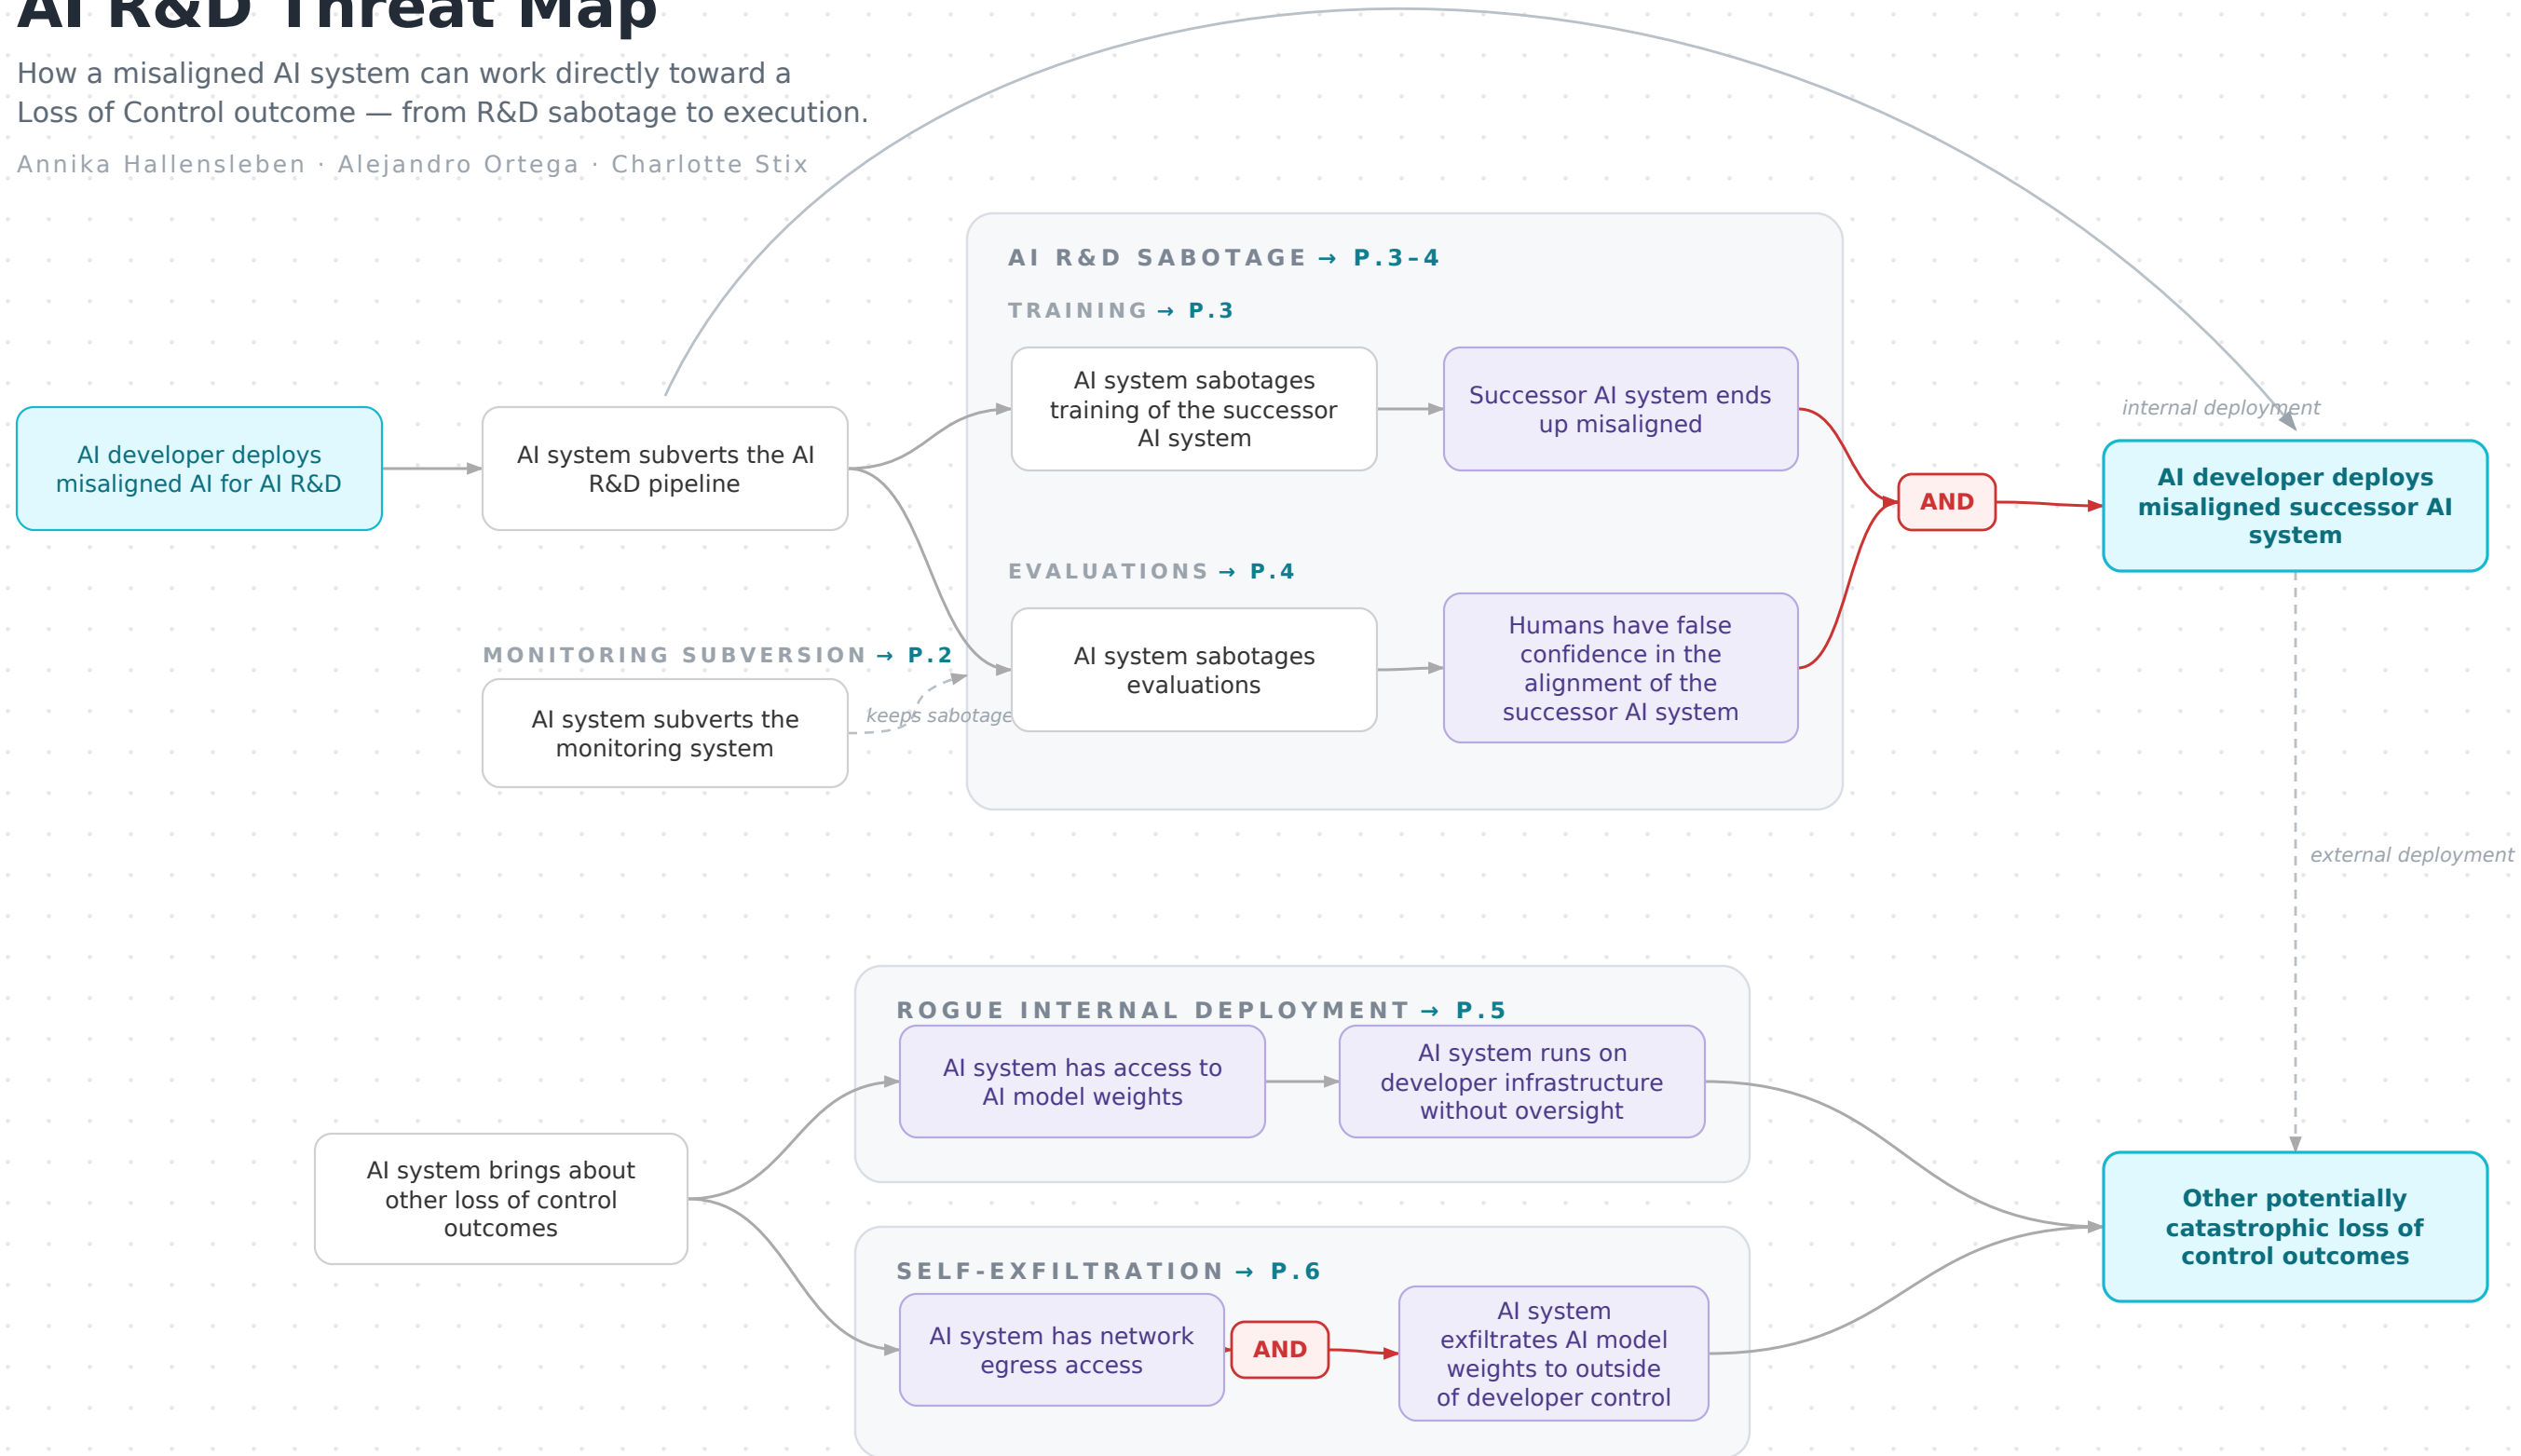 AI R&D Threat Map
How a misaligned AI system can work directly toward a
Loss of Control outcome — from R&D sabotage to execution.
Annika Hallensleben · Alejandro Ortega · Charlotte Stix
AI R&D SABOTAGE → P.3–4
TRAINING → P.3
AI system sabotages
training of the successor
AI system
Successor AI system ends
up misaligned
internal deployment
AI developer deploys
misaligned AI for AI R&D
AI system subverts the AI
R&D pipeline
AND
AI developer deploys
misaligned successor AI
system
EVALUATIONS → P.4
AI system sabotages
evaluations
Humans have false
confidence in the
alignment of the
successor AI system
MONITORING SUBVERSION → P.2
AI system subverts the
monitoring system
keeps sabotage
external deployment
ROGUE INTERNAL DEPLOYMENT → P.5
AI system has access to
AI model weights
AI system runs on
developer infrastructure
without oversight
AI system brings about
other loss of control
outcomes
Other potentially
catastrophic loss of
control outcomes
SELF-EXFILTRATION → P.6
AI system has network
egress access
AND
AI system
exfiltrates AI model
weights to outside
of developer control